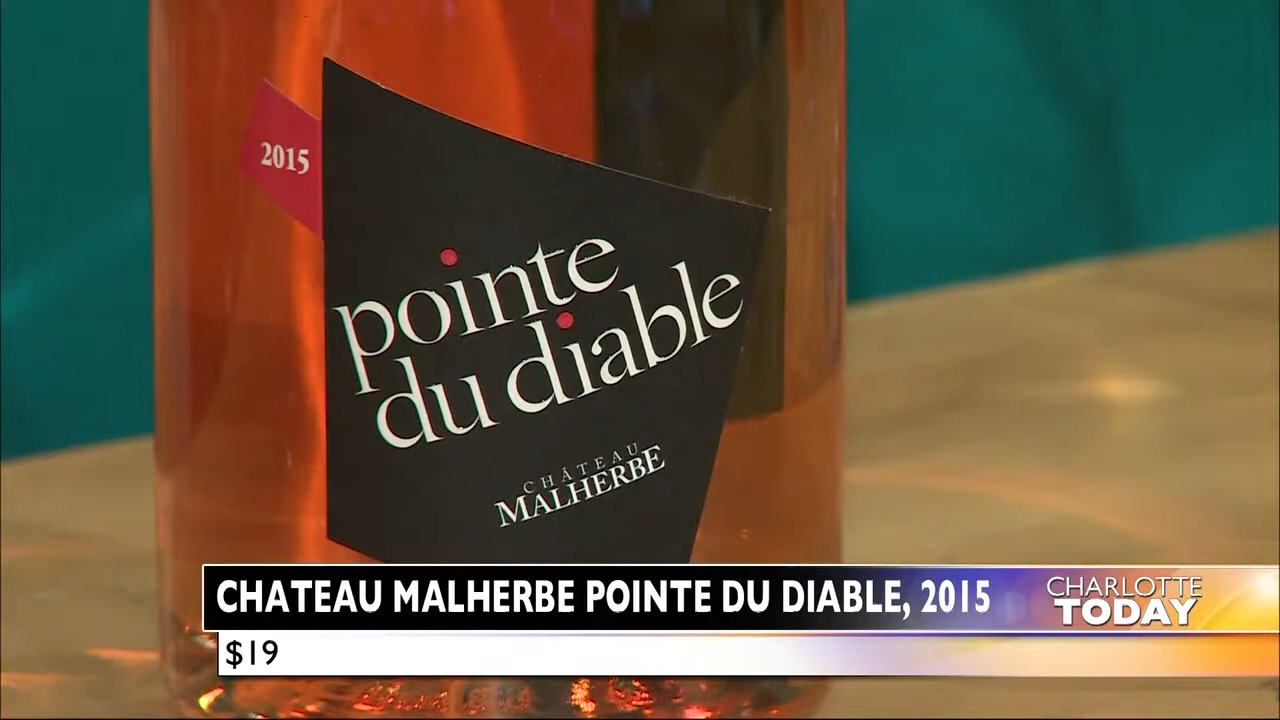 2015
pointe
du diable
CHÂTEAU
MALHERBE
CHATEAU MALHERBE POINTE DU DIABLE, 2015
CHARLOTTE
TODAY
$19